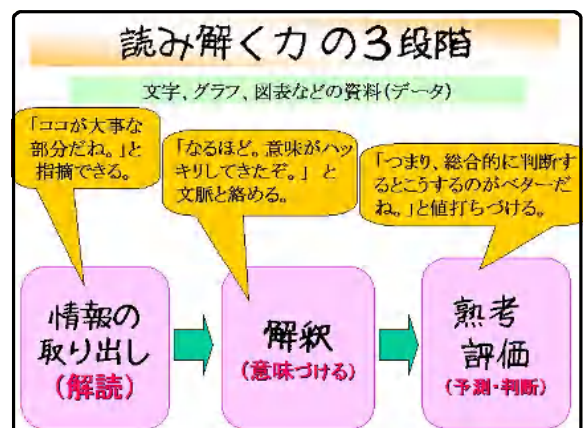 読み解く力の3段階
文字、グラフ、図表などの資料(データ)
「ココが大事な
部分だね。」と
指摘できる。
「なるほど。意味がハッ
キリしてきたぞ。」 と
文脈と絡める。
「つまり、総合的に判断す
るとこうするのがベターだ
ね。」と値打ちづける。
情報の
取り出し
(解読)
解釈
(意味づける)
熟考
評価
(予測・判断)